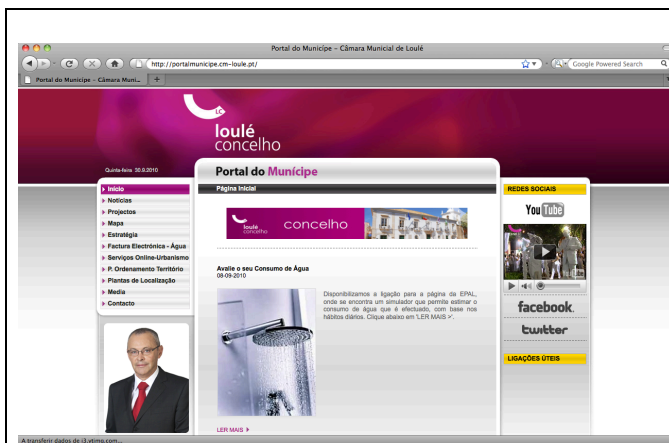 Portal do Munícipe – Câmara Municial de Loulé
http://portalmunicipe.cm-loule.pt/
Google Powered Search
Portal do Munícipe – Câmara Muni...
LC
loulé
concelho
Quinta-feira 30.9.2010
Portal do Munícipe
Início
Notícias
Projectos
Mapa
Estratégia
Factura Electrónica - Água
Serviços Online-Urbanismo
P. Ordenamento Território
Plantas de Localização
Media
Contacto
Página Inicial
loulé
concelho
concelho
Avalie o seu Consumo de Água
08-09-2010
Disponibilizamos a ligação para a página da EPAL,
onde se encontra um simulador que permite estimar o
consumo de água que é efectuado, com base nos
hábitos diários. Clique abaixo em 'LER MAIS >'.
LER MAIS
REDES SOCIAIS
YouTube
facebook.
twitter
LIGAÇÕES ÚTEIS
A transferir dados de i3.ytimg.com...